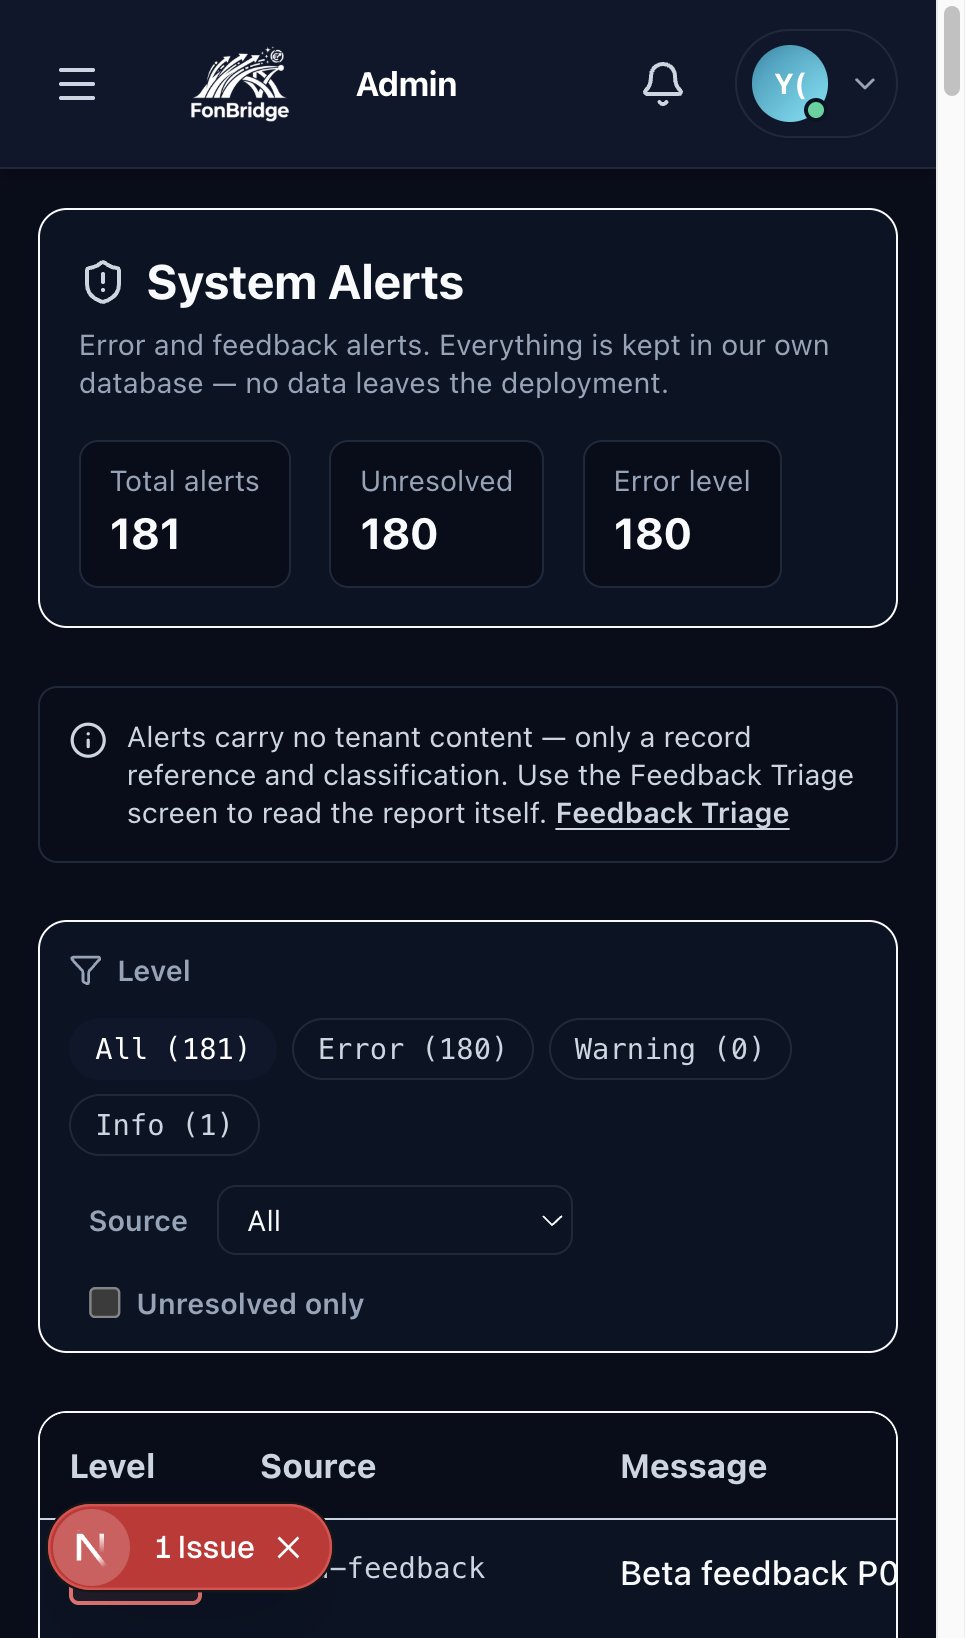 FonBridge
Admin
Y(
System Alerts
Error and feedback alerts. Everything is kept in our own
database — no data leaves the deployment.
Total alerts
181
Unresolved
180
Error level
180
Alerts carry no tenant content — only a record
reference and classification. Use the Feedback Triage
screen to read the report itself. Feedback Triage
Level
All (181)
Error (180)
Warning (0)
Info (1)
Source
All
Unresolved only
Level
Source
Message
N
1 Issue
-feedback
Beta feedback P0